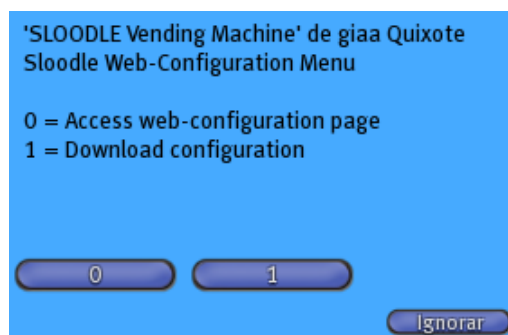 'SLOODLE Vending Machine' de giaa Quixote
Sloodle Web-Configuration Menu
0 = Access web-configuration page
1 = Download configuration
0 1
Ignorar